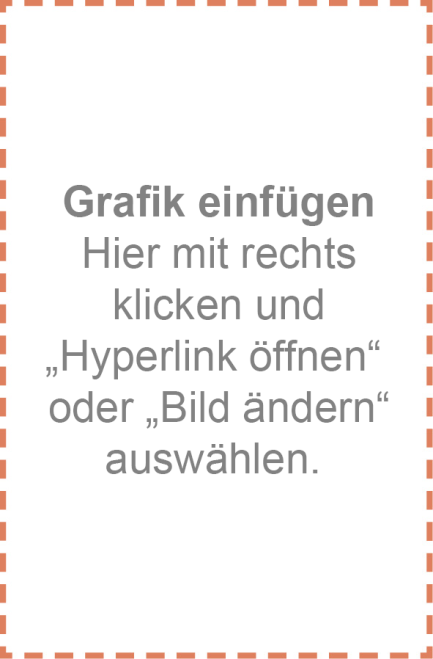 Grafik einfügen
Hier mit rechts
klicken und
„Hyperlink öffnen“
oder „Bild ändern“
auswählen.